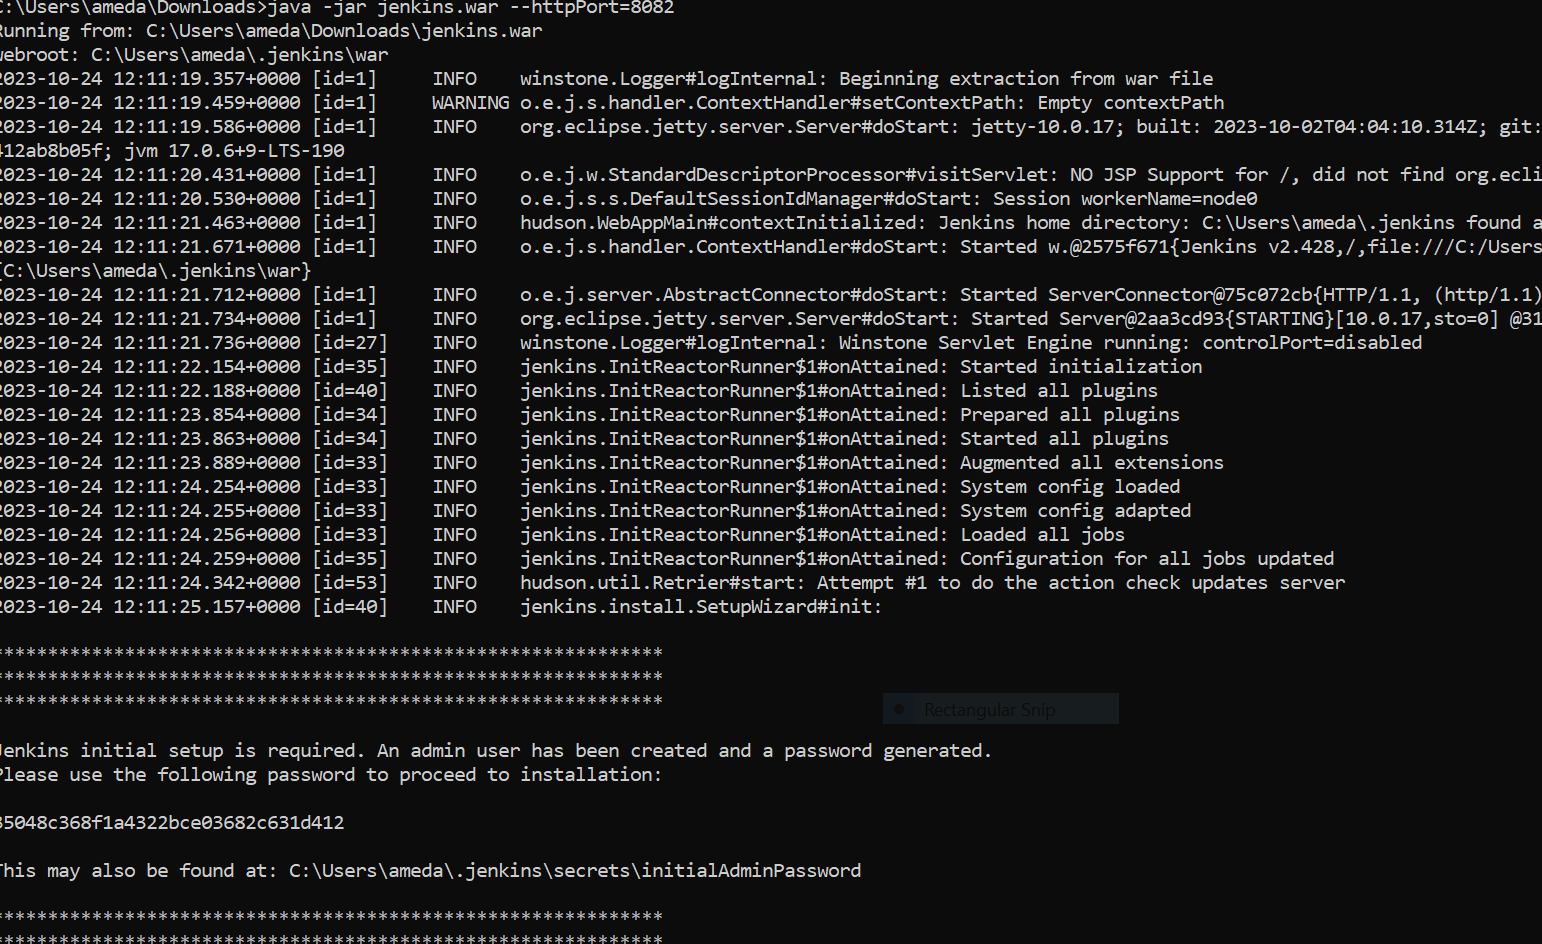 C:\Users\ameda\Downloads>java -jar jenkins.war --httpPort=8082
Running from: C:\Users\ameda\Downloads\jenkins.war
webroot: C:\Users\ameda\.jenkins\war
2023-10-24 12:11:19.357+0000 [id=1] INFO winstone.Logger#logInternal: Beginning extraction from war file
2023-10-24 12:11:19.459+0000 [id=1] WARNING o.e.j.s.handler.ContextHandler#setContextPath: Empty contextPath
2023-10-24 12:11:19.586+0000 [id=1] INFO org.eclipse.jetty.server.Server#doStart: jetty-10.0.17; built: 2023-10-02T04:04:10.314Z; git:
412ab8b05f; jvm 17.0.6+9-LTS-190
2023-10-24 12:11:20.431+0000 [id=1] INFO o.e.j.w.StandardDescriptorProcessor#visitServlet: NO JSP Support for /, did not find org.ecli
2023-10-24 12:11:20.530+0000 [id=1] INFO o.e.j.s.s.DefaultSessionIdManager#doStart: Session workerName=node0
2023-10-24 12:11:21.463+0000 [id=1] INFO hudson.WebAppMain#contextInitialized: Jenkins home directory: C:\Users\ameda\.jenkins found a
2023-10-24 12:11:21.671+0000 [id=1] INFO o.e.j.s.handler.ContextHandler#doStart: Started w.@2575f671{Jenkins v2.428,/,file:///C:/Users
{C:\Users\ameda\.jenkins\war}
2023-10-24 12:11:21.712+0000 [id=1] INFO o.e.j.server.AbstractConnector#doStart: Started ServerConnector@75c072cb{HTTP/1.1, (http/1.1)
2023-10-24 12:11:21.734+0000 [id=1] INFO org.eclipse.jetty.server.Server#doStart: Started Server@2aa3cd93{STARTING}[10.0.17,sto=0] @31
2023-10-24 12:11:21.736+0000 [id=27] INFO winstone.Logger#logInternal: Winstone Servlet Engine running: controlPort=disabled
2023-10-24 12:11:22.154+0000 [id=35] INFO jenkins.InitReactorRunner$1#onAttained: Started initialization
2023-10-24 12:11:22.188+0000 [id=40] INFO jenkins.InitReactorRunner$1#onAttained: Listed all plugins
2023-10-24 12:11:23.854+0000 [id=34] INFO jenkins.InitReactorRunner$1#onAttained: Prepared all plugins
2023-10-24 12:11:23.863+0000 [id=34] INFO jenkins.InitReactorRunner$1#onAttained: Started all plugins
2023-10-24 12:11:23.889+0000 [id=33] INFO jenkins.InitReactorRunner$1#onAttained: Augmented all extensions
2023-10-24 12:11:24.254+0000 [id=33] INFO jenkins.InitReactorRunner$1#onAttained: System config loaded
2023-10-24 12:11:24.255+0000 [id=33] INFO jenkins.InitReactorRunner$1#onAttained: System config adapted
2023-10-24 12:11:24.256+0000 [id=33] INFO jenkins.InitReactorRunner$1#onAttained: Loaded all jobs
2023-10-24 12:11:24.259+0000 [id=35] INFO jenkins.InitReactorRunner$1#onAttained: Configuration for all jobs updated
2023-10-24 12:11:24.342+0000 [id=53] INFO hudson.util.Retrier#start: Attempt #1 to do the action check updates server
2023-10-24 12:11:25.157+0000 [id=40] INFO jenkins.install.SetupWizard#init:
*************************************************************
*************************************************************
*************************************************************
Rectangular Snip
Jenkins initial setup is required. An admin user has been created and a password generated.
Please use the following password to proceed to installation:
5048c368f1a4322bce03682c631d412
This may also be found at: C:\Users\ameda\.jenkins\secrets\initialAdminPassword
*************************************************************
*************************************************************